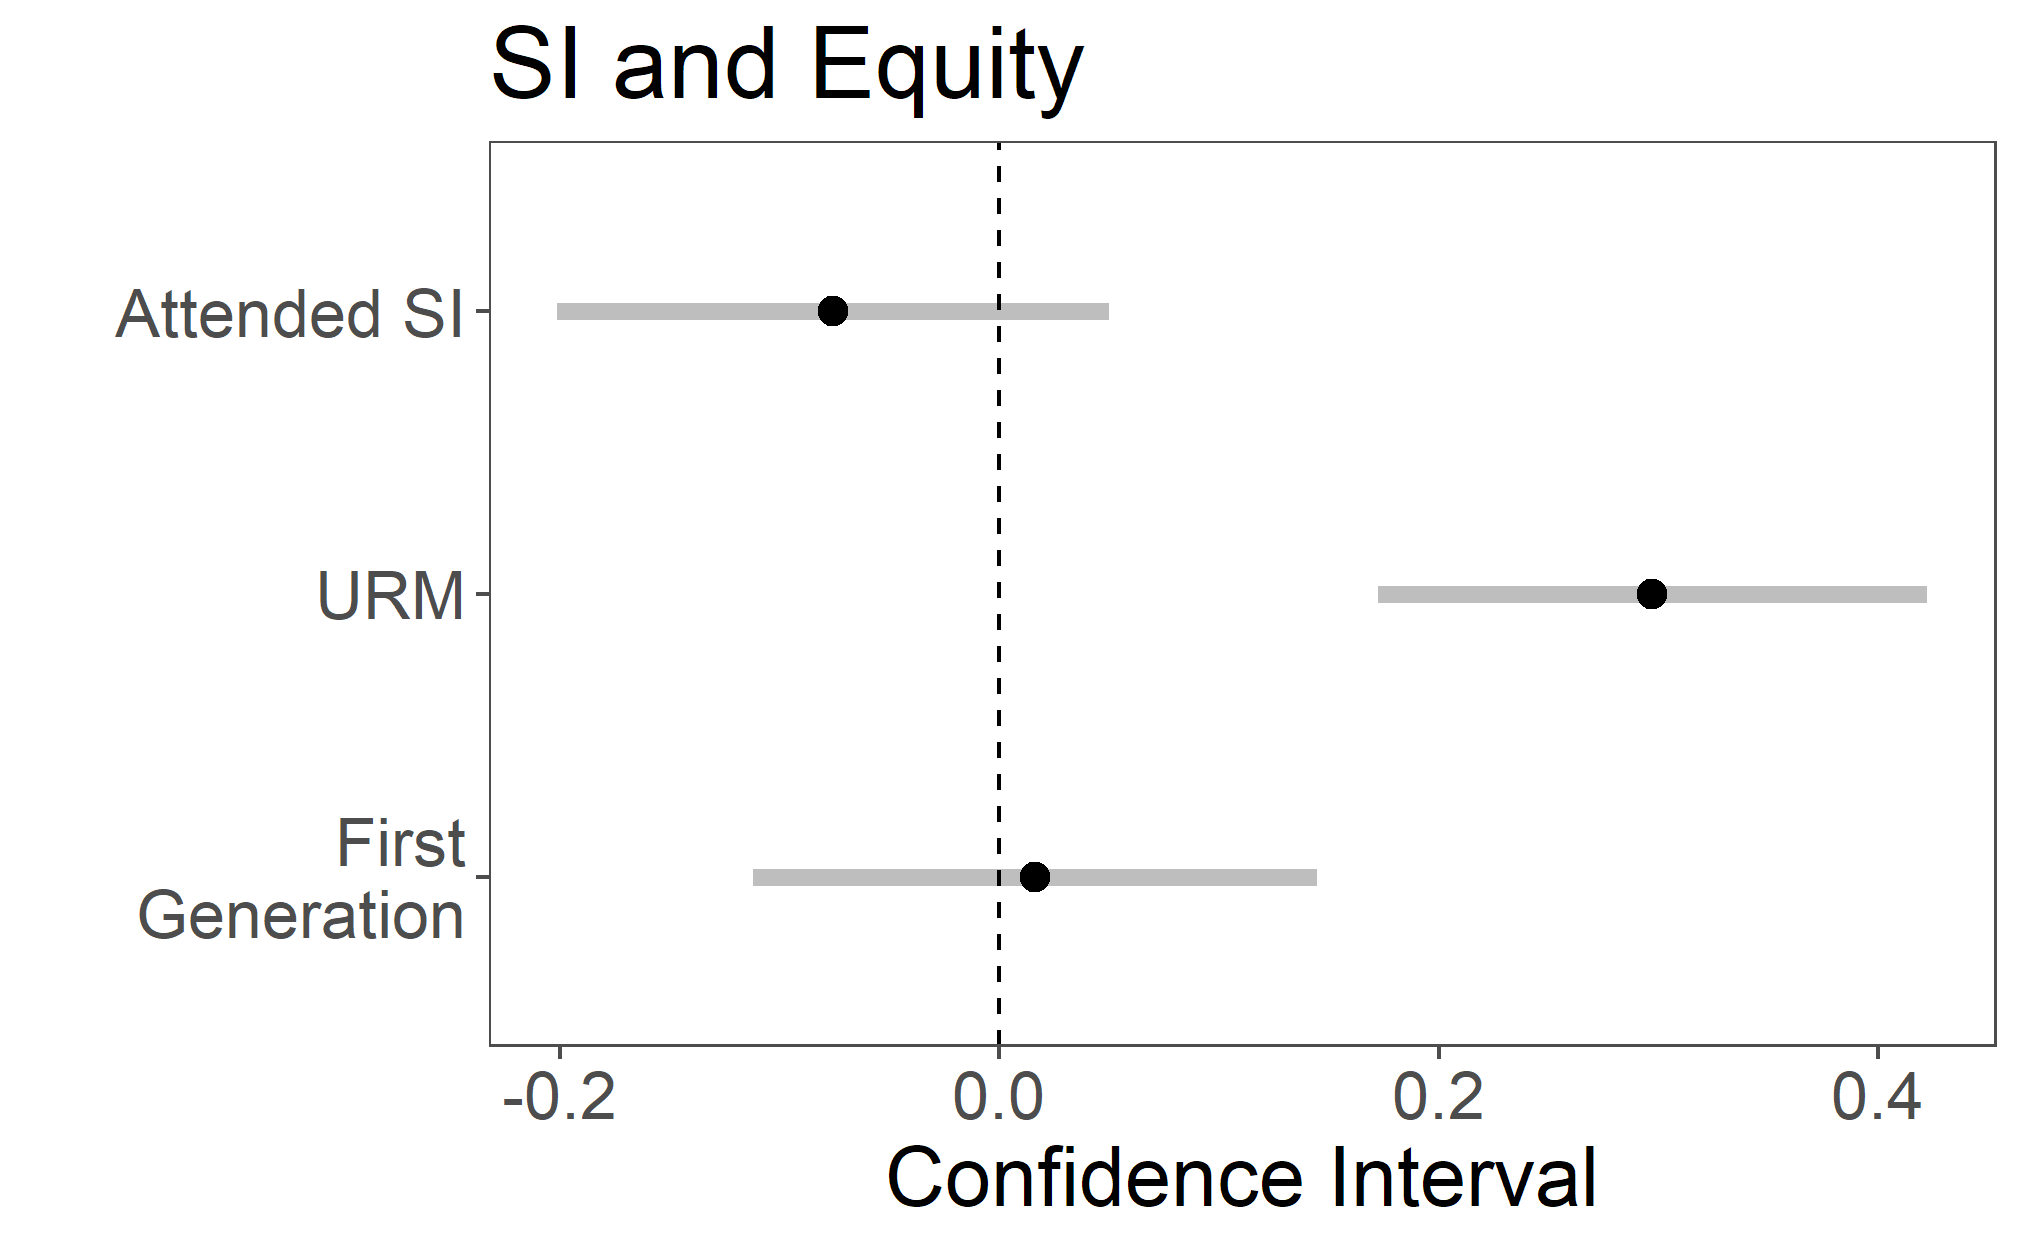 SI and Equity
Attended SI
URM
First
Generation
-0.2
0.0
0.2
0.4
Confidence Interval